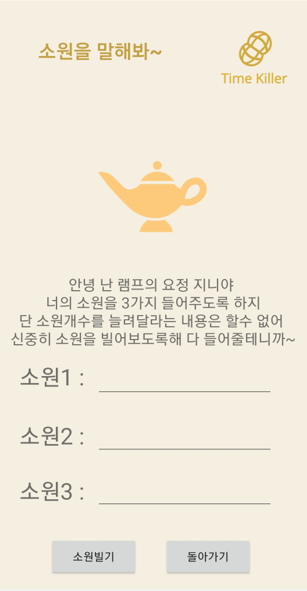 소원을 말해봐~
Time Killer
안녕 난 램프의 요정 지니야
너의 소원을 3가지 들어주도록 하지
단 소원개수를 늘려달라는 내용은 할수 없어
신중히 소원을 빌어보도록해 다 들어줄테니까~
소원1 :
소원2 :
소원3 :
소원빌기
돌아가기